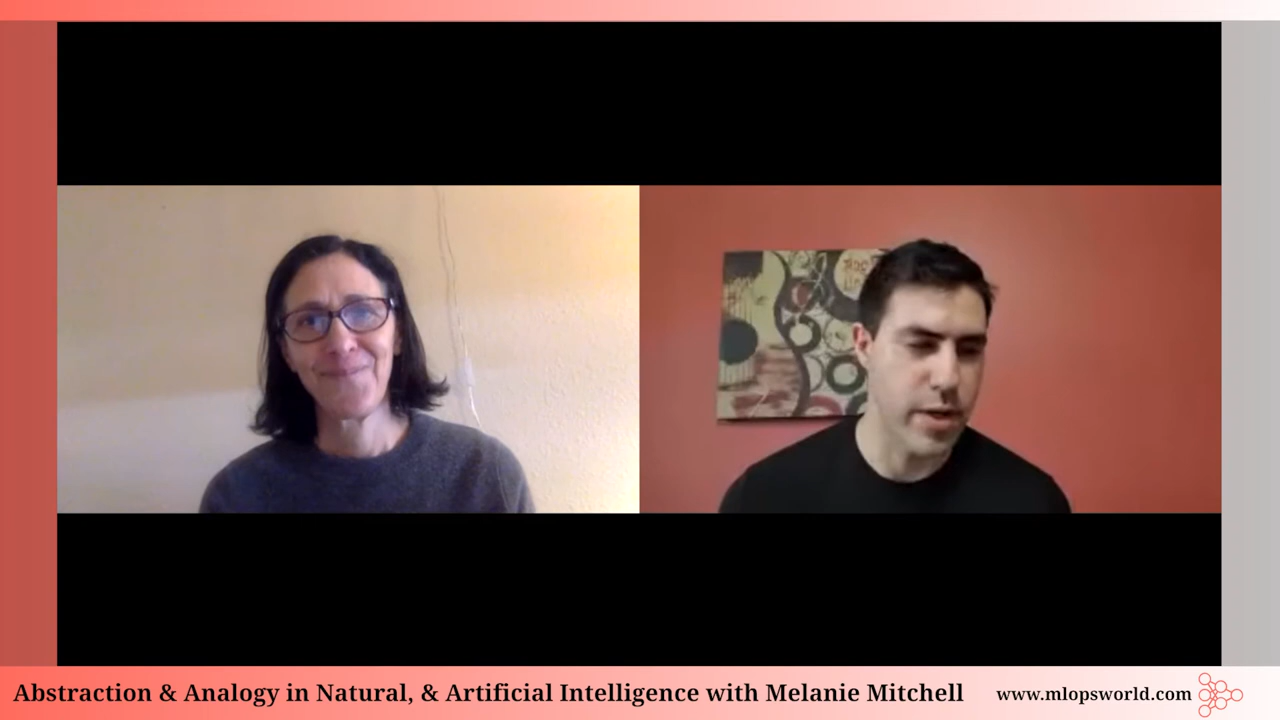 Abstraction & Analogy in Natural, & Artificial Intelligence with Melanie Mitchell
www.mlopsworld.com